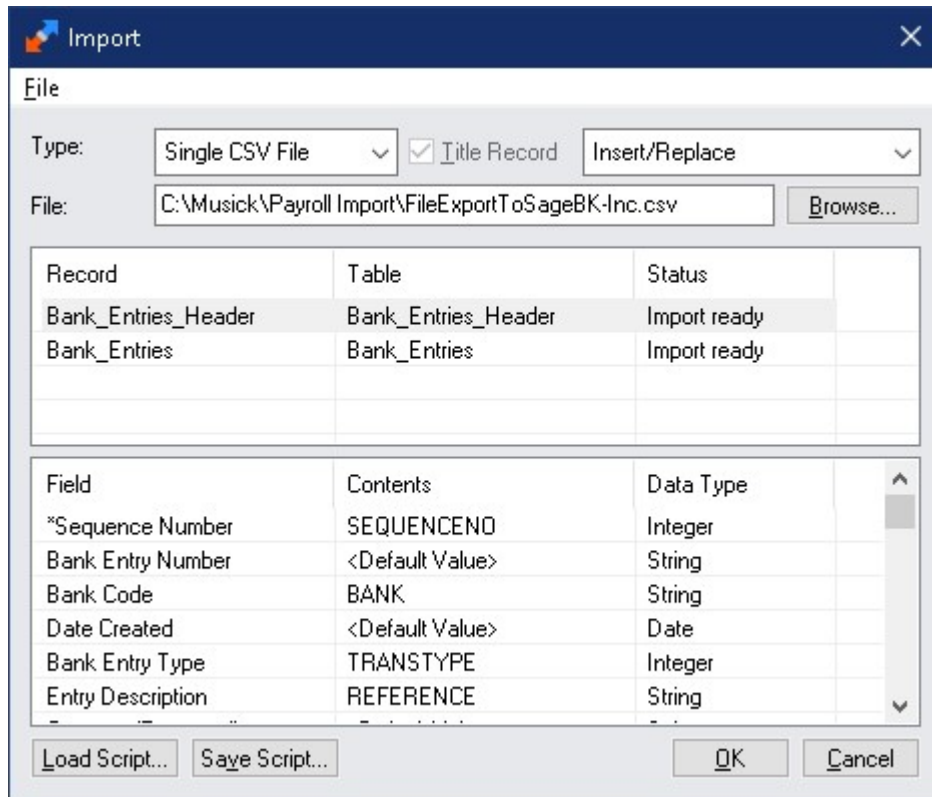 Import
File
Type: Single CSV File Title Record Insert/Replace
File: C:\Musick\Payroll Import\FileExportToSageBK-Inc.csv Browse...
Record Table Status
Bank_Entries_Header Bank_Entries_Header Import ready
Bank_Entries Bank_Entries Import ready
Field Contents Data Type
*Sequence Number SEQUENCENO Integer
Bank Entry Number <Default Value> String
Bank Code BANK String
Date Created <Default Value> Date
Bank Entry Type TRANSTYPE Integer
Entry Description REFERENCE String
Load Script... Save Script... OK Cancel